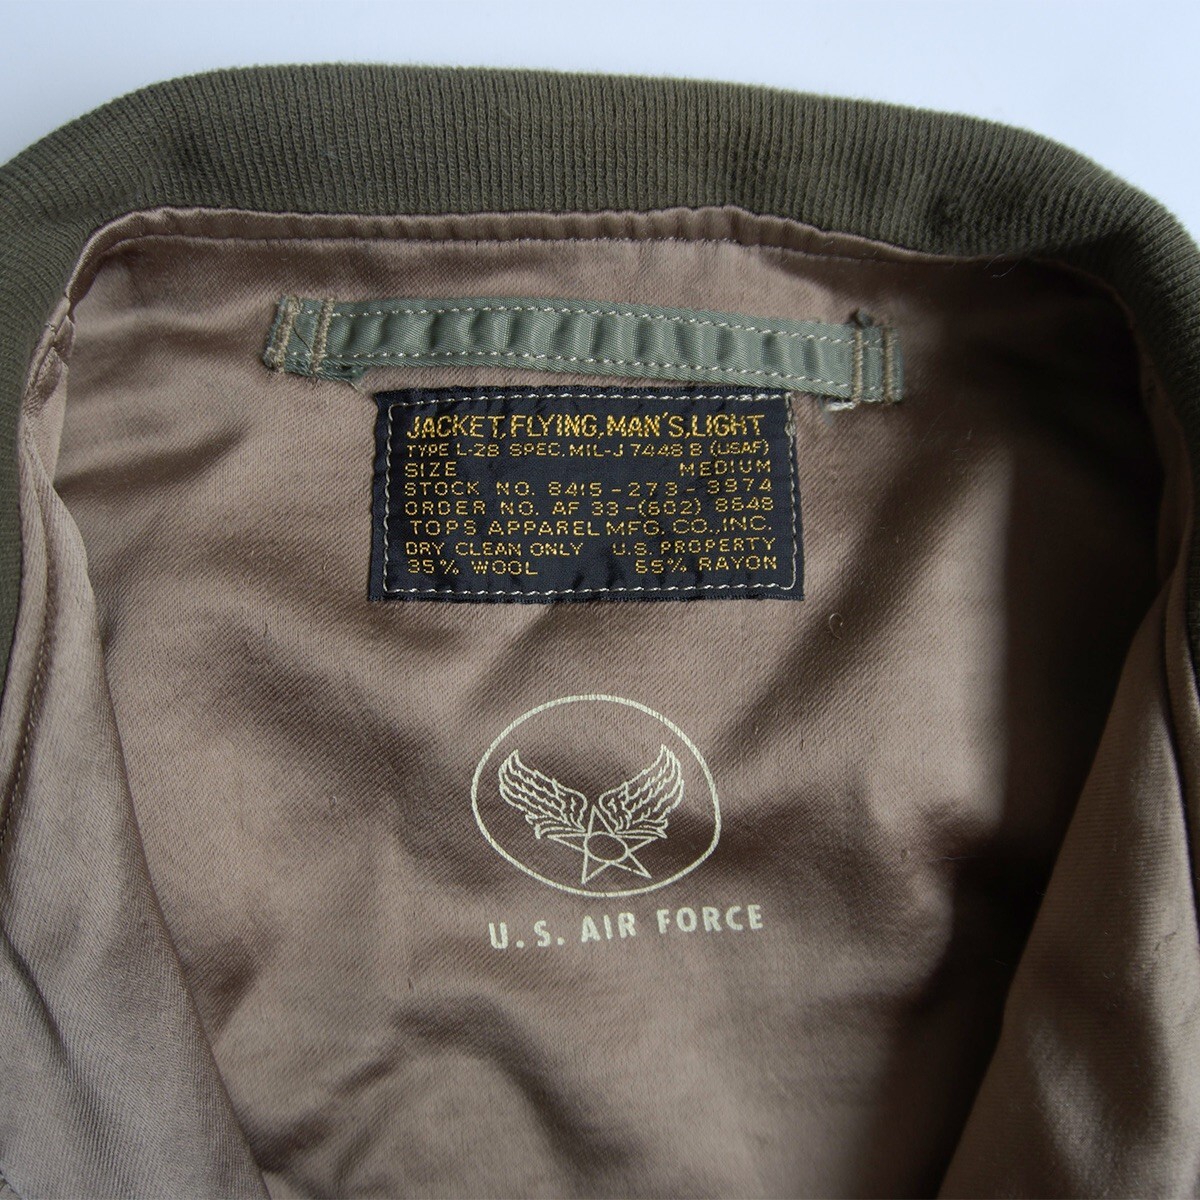 JACKET, FLYING, MAN'S, LIGHT
TYPE L-2B SPEC. MIL-J 7448 B (USAF)
SIZE MEDIUM
STOCK NO. 8415-273-3974
ORDER NO. AF 33-(602) 8648
TOPS APPAREL MFG. CO., INC.
DRY CLEAN ONLY U.S. PROPERTY
35% WOOL 65% RAYON
U. S. AIR FORCE